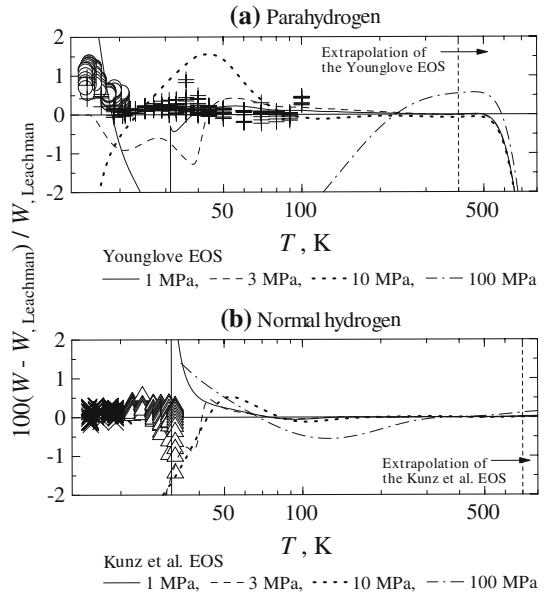 (a) Parahydrogen
2
1
0
-1
-2
Extrapolation of
the Younglove EOS
100
500
T , K
Younglove EOS
1 MPa, 3 MPa, 10 MPa, 100 MPa
100(W - W,Leachman) / W,Leachman
(b) Normal hydrogen
2
1
0
-1
-2
Extrapolation of
the Kunz et al. EOS
100
500
T , K
Kunz et al. EOS
1 MPa, 3 MPa, 10 MPa, 100 MPa